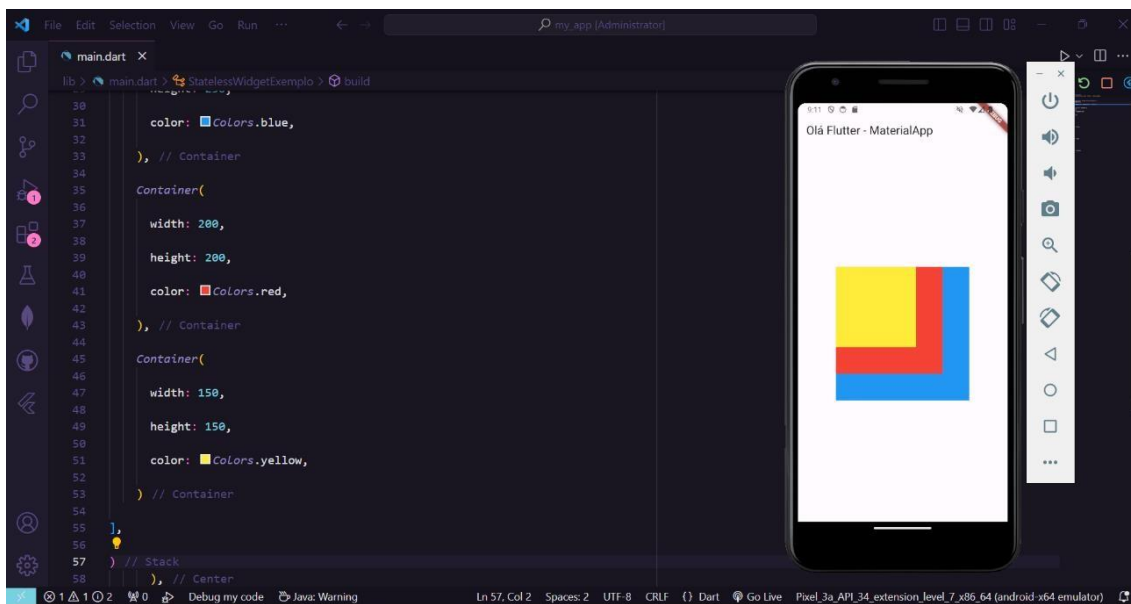 File Edit Selection View Go Run ··· my_app [Administrator]
main.dart
lib > main.dart > StatelessWidgetExemplo > build
30
31 color: Colors.blue,
32
33 ), // Container
34
35 Container(
36
37 width: 200,
38
39 height: 200,
40
41 color: Colors.red,
42
43 ), // Container
44
45 Container(
46
47 width: 150,
48
49 height: 150,
50
51 color: Colors.yellow,
52
53 ) // Container
54
55 ],
56
57 ) // Stack
58 ), // Center
1
2
9:11
Olá Flutter - MaterialApp
1 1 2 0 Debug my code Java: Warning Ln 57, Col 2 Spaces: 2 UTF-8 CRLF {} Dart Go Live Pixel_3a_API_34_extension_level_7_x86_64 (android-x64 emulator)